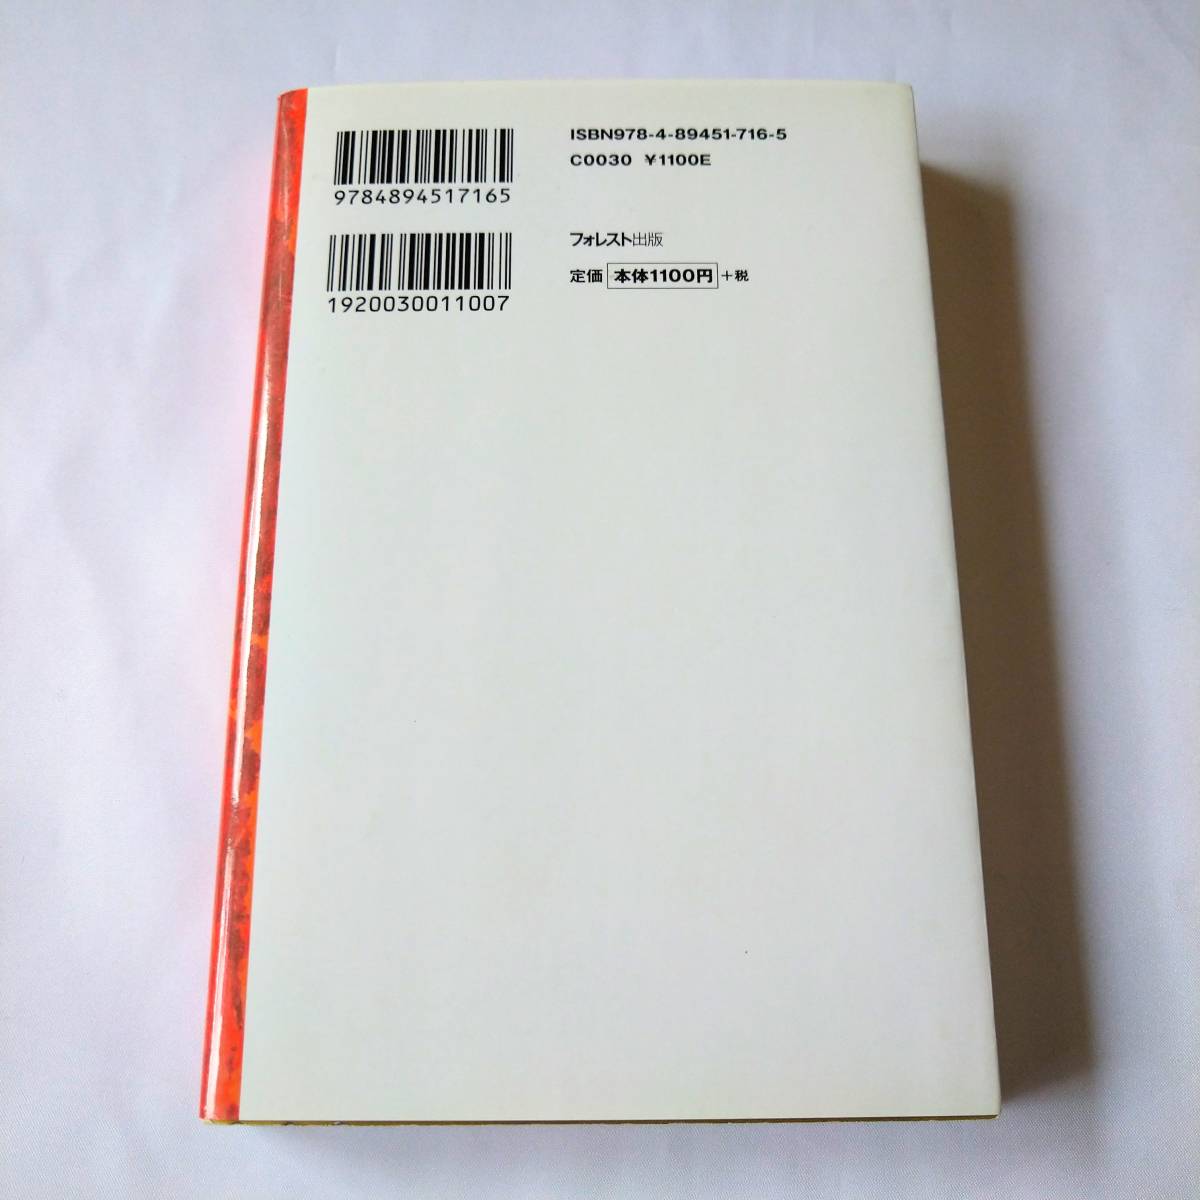 9784894517165
1920030011007
ISBN978-4-89451-716-5
C0030 ¥1100E
フォレスト出版
定価 本体1100円 +税